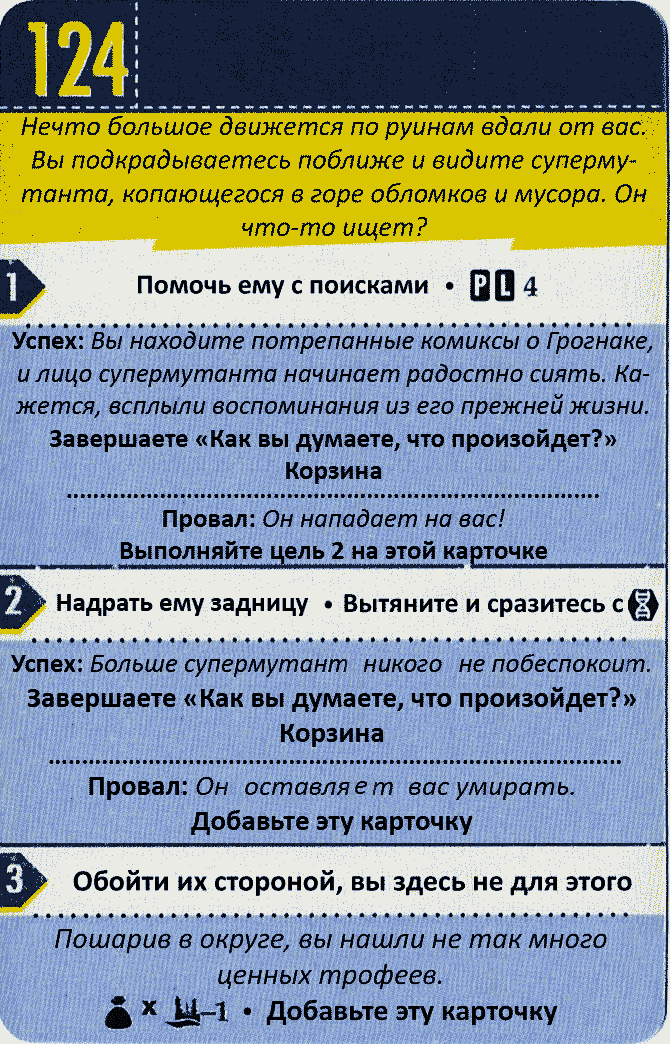 124
Нечто большое движется по руинам вдали от вас.
Вы подкрадываетесь поближе и видите суперму-
танта, копающегося в горе обломков и мусора. Он
что-то ищет?
1 Помочь ему с поисками • P L 4
Успех: Вы находите потрепанные комиксы о Грогнаке,
и лицо супермутанта начинает радостно сиять. Ка-
жется, всплыли воспоминания из его прежней жизни.
Завершаете «Как вы думаете, что произойдет?»
Корзина
Провал: Он нападает на вас!
Выполняйте цель 2 на этой карточке
2 Надрать ему задницу • Вытяните и сразитесь с
Успех: Больше супермутант никого не побеспокоит.
Завершаете «Как вы думаете, что произойдет?»
Корзина
Провал: Он оставляет вас умирать.
Добавьте эту карточку
3 Обойти их стороной, вы здесь не для этого
Пошарив в округе, вы нашли не так много
ценных трофеев.
x –1 • Добавьте эту карточку